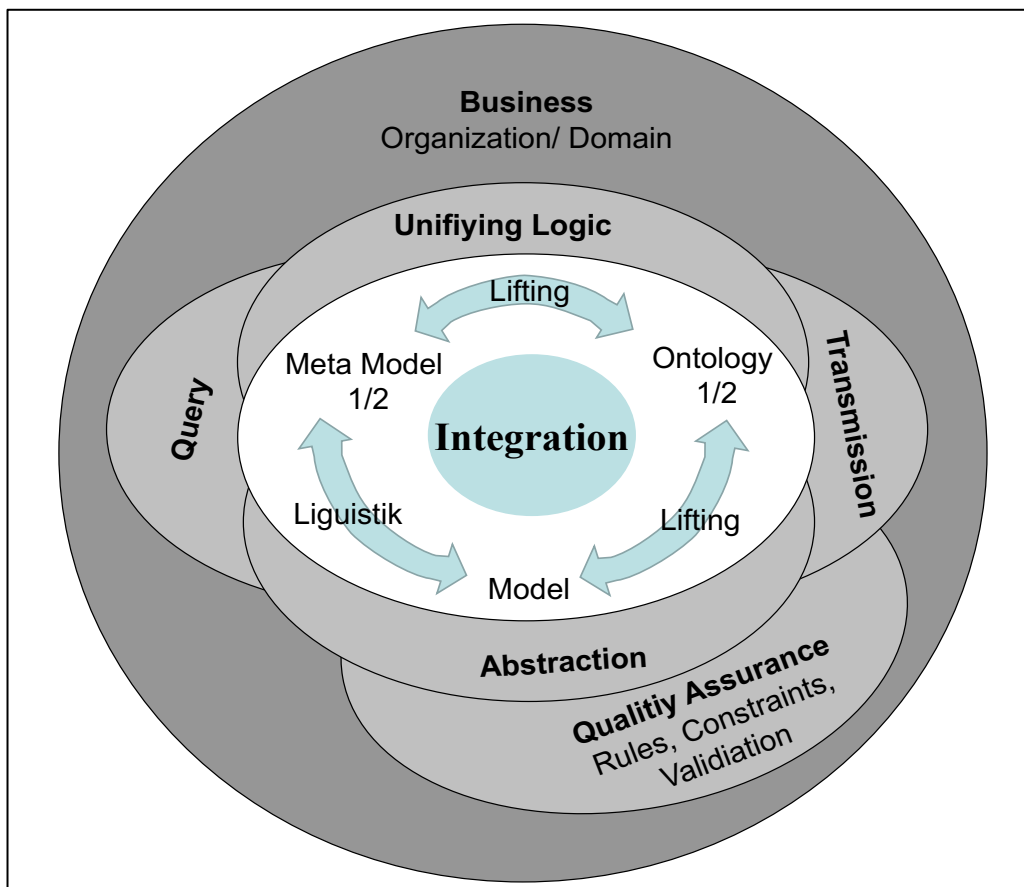 Business
Organization/ Domain
Unifiying Logic
Lifting
Meta Model
1/2
Ontology
1/2
Integration
Query
Transmission
Liguistik
Lifting
Model
Abstraction
Qualitiy Assurance
Rules, Constraints,
Validiation